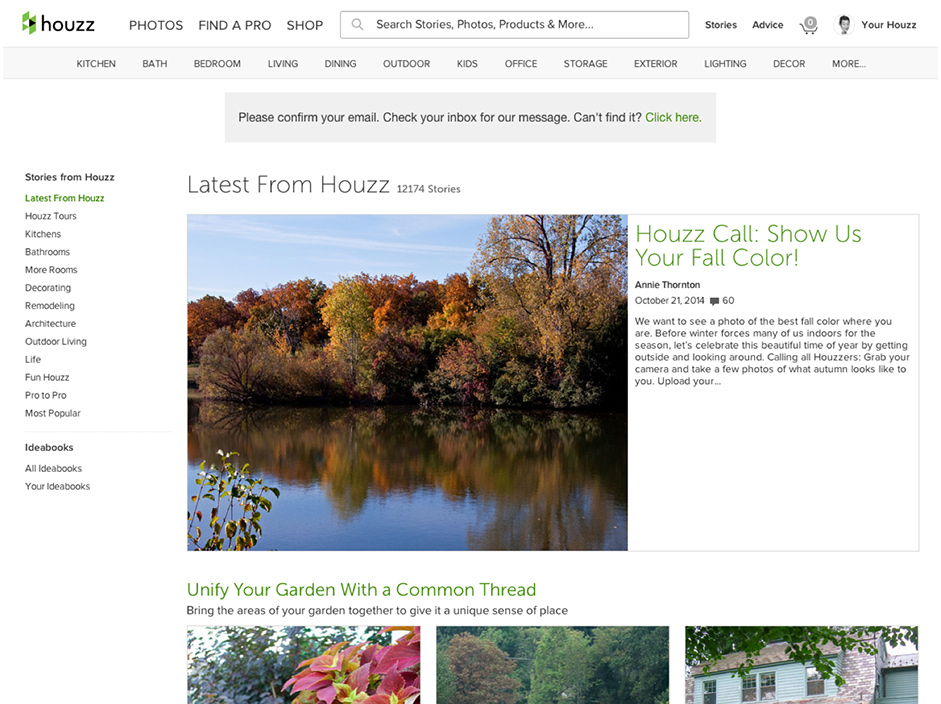 houzz
PHOTOS FIND A PRO SHOP
Search Stories, Photos, Products & More...
Stories Advice 0 Your Houzz
KITCHEN BATH BEDROOM LIVING DINING OUTDOOR KIDS OFFICE STORAGE EXTERIOR LIGHTING DECOR MORE...
Please confirm your email. Check your inbox for our message. Can't find it? Click here.
Stories from Houzz
Latest From Houzz
Houzz Tours
Kitchens
Bathrooms
More Rooms
Decorating
Remodeling
Architecture
Outdoor Living
Life
Fun Houzz
Pro to Pro
Most Popular
Ideabooks
All Ideabooks
Your Ideabooks
Latest From Houzz 12174 Stories
Houzz Call: Show Us
Your Fall Color!
Annie Thornton
October 21, 2014 60
We want to see a photo of the best fall color where you
are. Before winter forces many of us indoors for the
season, let's celebrate this beautiful time of year by getting
outside and looking around. Calling all Houzzers: Grab your
camera and take a few photos of what autumn looks like to
you. Upload your...
Unify Your Garden With a Common Thread
Bring the areas of your garden together to give it a unique sense of place